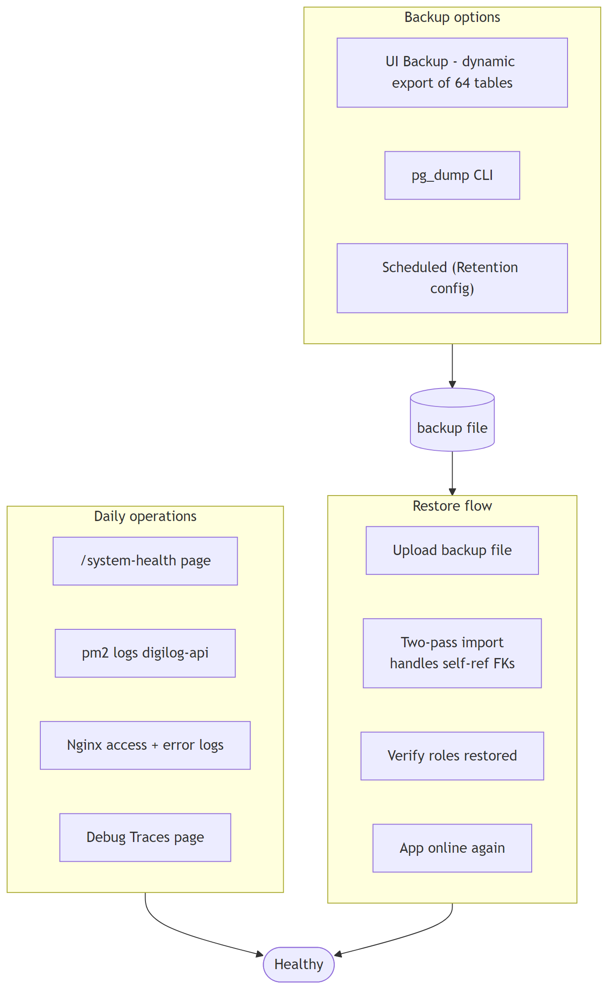 Backup options
UI Backup - dynamic
export of 64 tables
pg_dump CLI
Scheduled (Retention
config)
backup file
Daily operations
/system-health page
pm2 logs digilog-api
Nginx access + error logs
Debug Traces page
Restore flow
Upload backup file
Two-pass import
handles self-ref FKs
Verify roles restored
App online again
Healthy